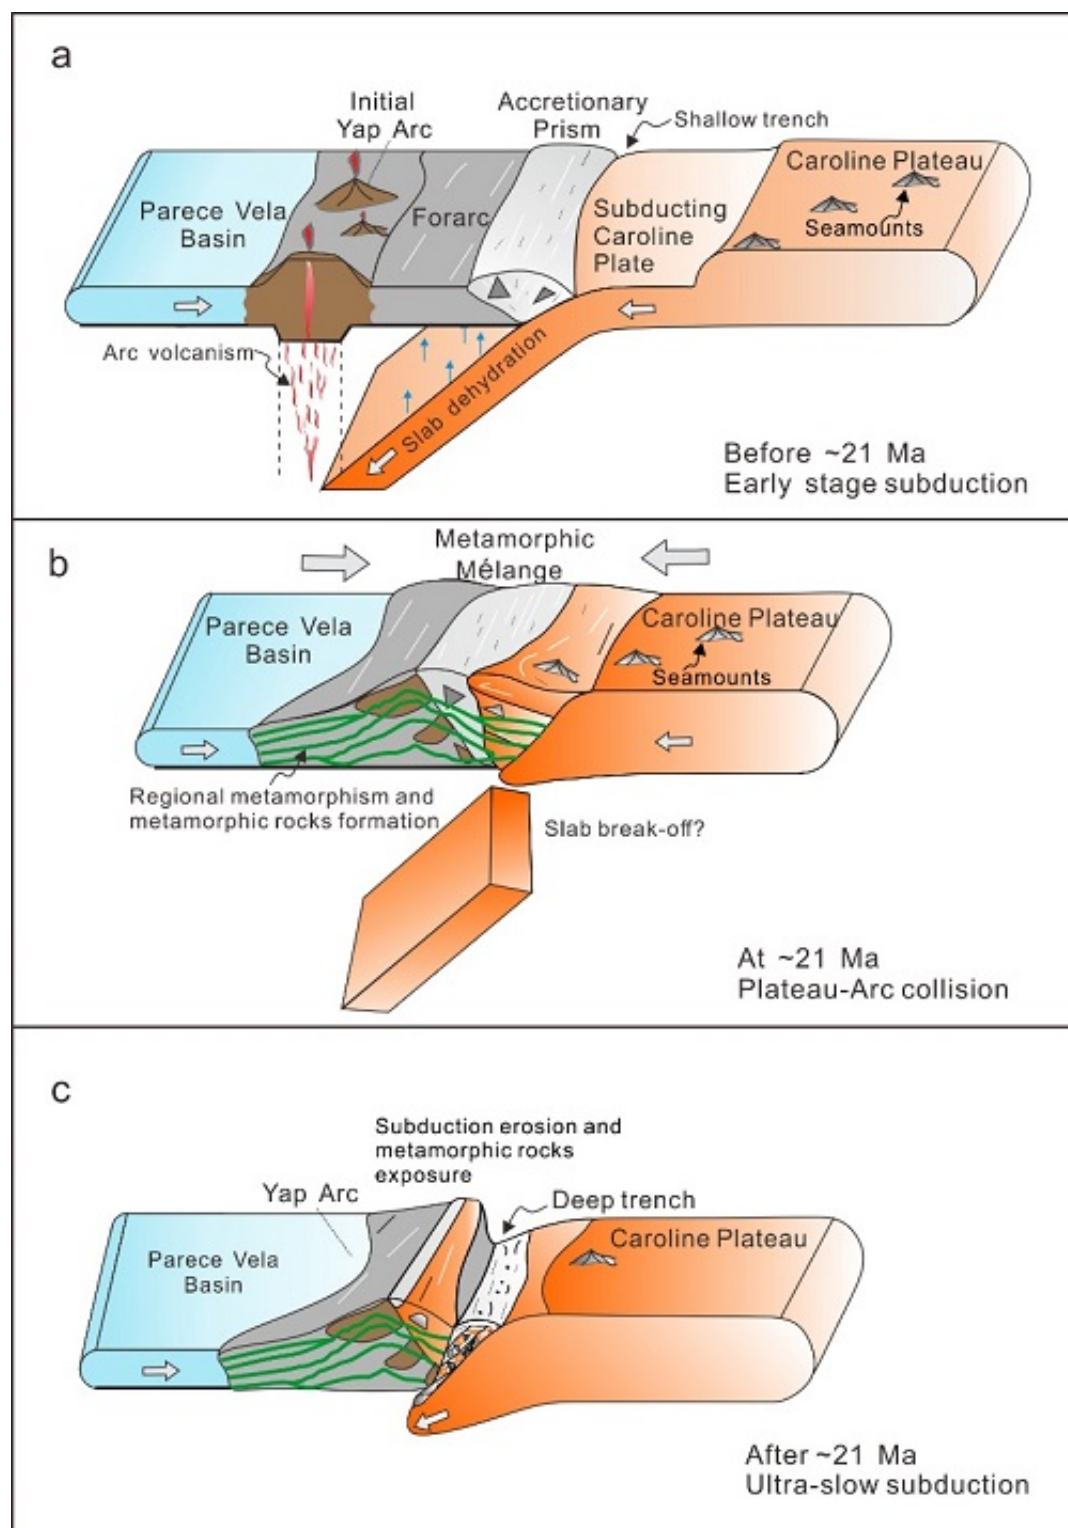 a
Initial
Yap Arc
Accretionary
Prism
Shallow trench
Caroline Plateau
Parece Vela
Basin
Forarc
Subducting
Caroline
Plate
Seamounts
Arc volcanism
Slab dehydration
Before ~21 Ma
Early stage subduction
b
Metamorphic
Mélange
Parece Vela
Basin
Caroline Plateau
Seamounts
Regional metamorphism and
metamorphic rocks formation
Slab break-off?
At ~21 Ma
Plateau-Arc collision
c
Subduction erosion and
metamorphic rocks
exposure
Yap Arc
Deep trench
Caroline Plateau
Parece Vela
Basin
After ~21 Ma
Ultra-slow subduction